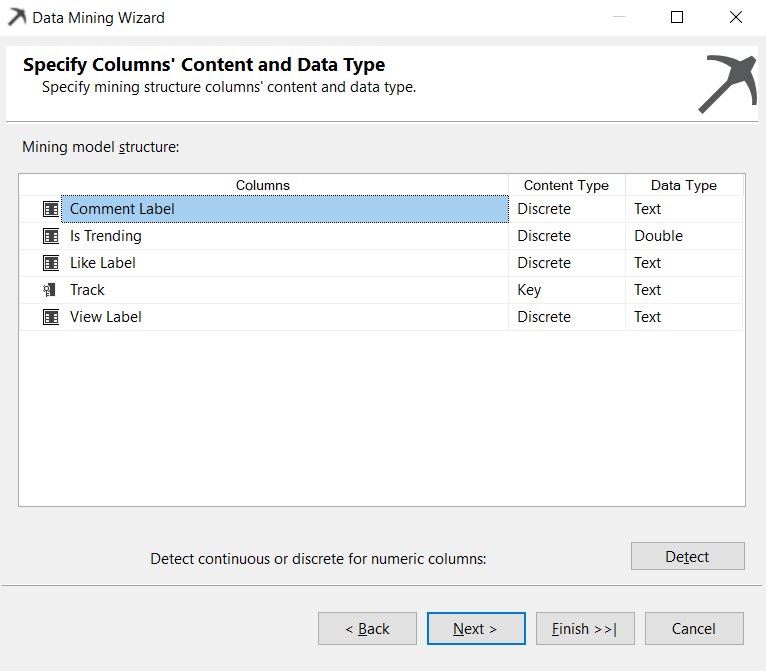 Data Mining Wizard
Specify Columns' Content and Data Type
Specify mining structure columns' content and data type.
Mining model structure:
Columns Content Type Data Type
Comment Label Discrete Text
Is Trending Discrete Double
Like Label Discrete Text
Track Key Text
View Label Discrete Text
Detect continuous or discrete for numeric columns: Detect
< Back Next > Finish >>| Cancel